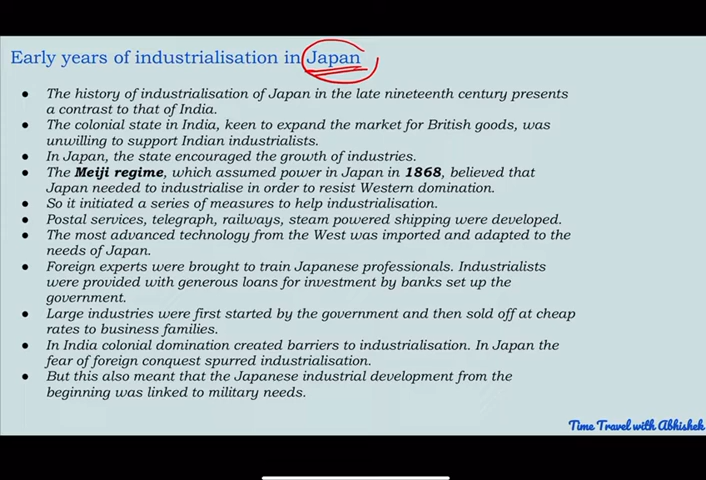 Early years of industrialisation in Japan
● The history of industrialisation of Japan in the late nineteenth century presents
a contrast to that of India.
● The colonial state in India, keen to expand the market for British goods, was
unwilling to support Indian industrialists.
● In Japan, the state encouraged the growth of industries.
● The Meiji regime, which assumed power in Japan in 1868, believed that
Japan needed to industrialise in order to resist Western domination.
● So it initiated a series of measures to help industrialisation.
● Postal services, telegraph, railways, steam powered shipping were developed.
● The most advanced technology from the West was imported and adapted to the
needs of Japan.
● Foreign experts were brought to train Japanese professionals. Industrialists
were provided with generous loans for investment by banks set up the
government.
● Large industries were first started by the government and then sold off at cheap
rates to business families.
● In India colonial domination created barriers to industrialisation. In Japan the
fear of foreign conquest spurred industrialisation.
● But this also meant that the Japanese industrial development from the
beginning was linked to military needs.
Time Travel with Abhishek